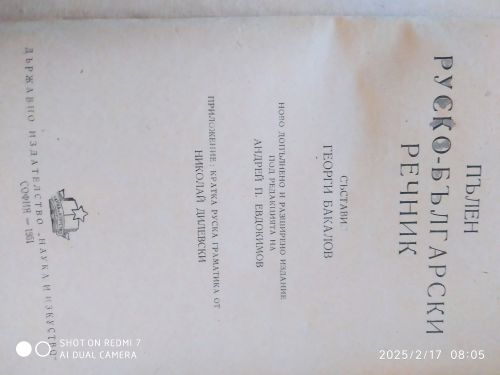 ПЪЛЕН
РУСКО-БЪЛГАРСКИ
РЕЧНИК
СЪСТАВИ:
ГЕОРГИ БАКАЛОВ
НОВО ДОПЪЛНЕНО И РАЗШИРЕНО ИЗДАНИЕ
ПОД РЕДАКЦИЯТА НА
АНДРЕЙ П. ЕВДОКИМОВ
ПРИЛОЖЕНИЕ: КРАТКА РУСКА ГРАМАТИКА ОТ
НИКОЛАЙ ДИЛЕВСКИ
ДЪРЖАВНО ИЗДАТЕЛСТВО „НАУКА И ИЗКУСТВО"
СОФИЯ — 1951
SHOT ON REDMI 7
AI DUAL CAMERA
2025/2/17 08:05